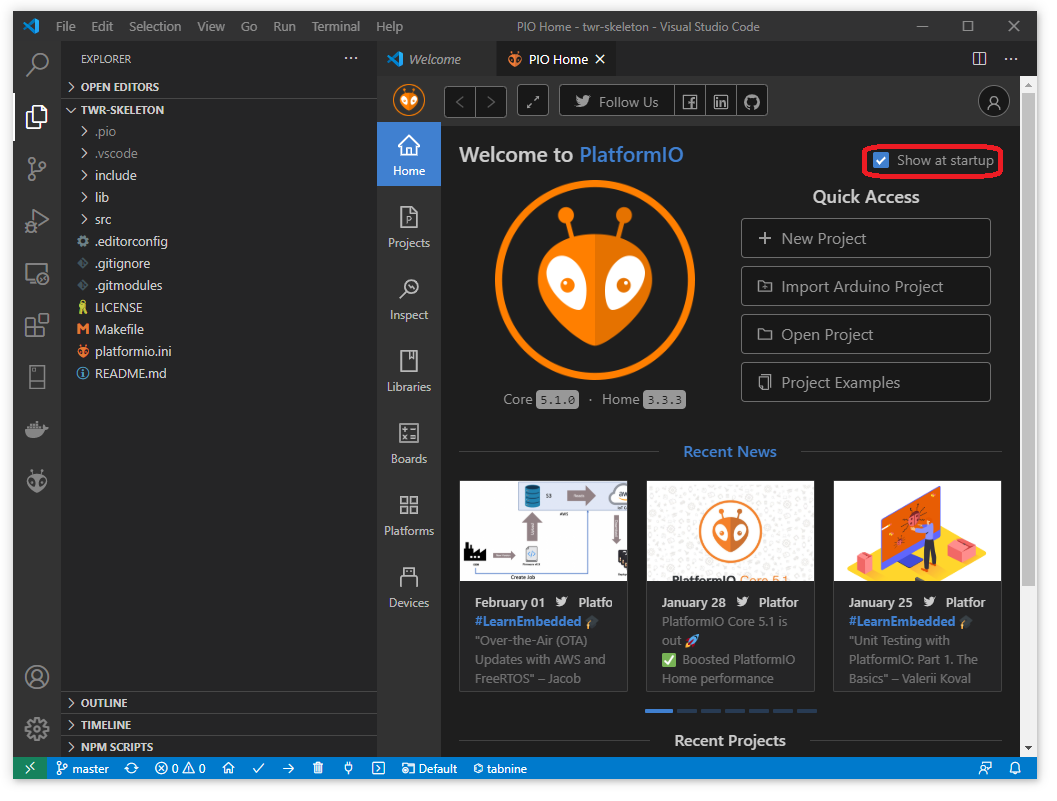 File Edit Selection View Go Run Terminal Help PIO Home - twr-skeleton - Visual Studio Code
EXPLORER
OPEN EDITORS
TWR-SKELETON
.pio
.vscode
include
lib
src
.editorconfig
.gitignore
.gitmodules
LICENSE
Makefile
platformio.ini
README.md
OUTLINE
TIMELINE
NPM SCRIPTS
Welcome PIO Home
Follow Us
Home
Projects
Inspect
Libraries
Boards
Platforms
Devices
Welcome to PlatformIO
Show at startup
Core 5.1.0 · Home 3.3.3
Quick Access
New Project
Import Arduino Project
Open Project
Project Examples
Recent News
S3
AWS
Create Job
February 01 Platfo
#LearnEmbedded
"Over-the-Air (OTA)
Updates with AWS and
FreeRTOS" – Jacob
PlatformIO Core 5.1
January 28 Platfor
PlatformIO Core 5.1 is
out 🚀
✅ Boosted PlatformIO
Home performance
January 25 Platfor
#LearnEmbedded
"Unit Testing with
PlatformIO: Part 1. The
Basics" – Valerii Koval
Recent Projects
master 0 0 Default tabnine